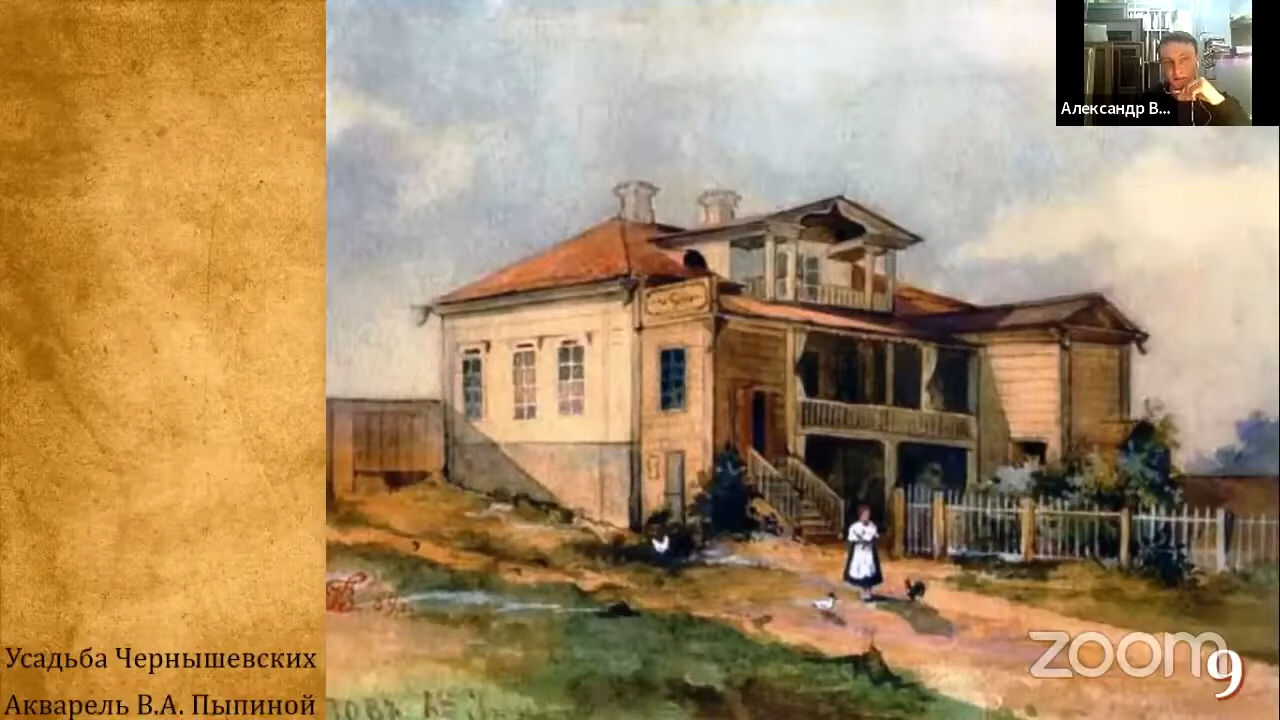 Александр В...
Усадьба Чернышевских
Акварель В.А. Пыпиной
zoom
9